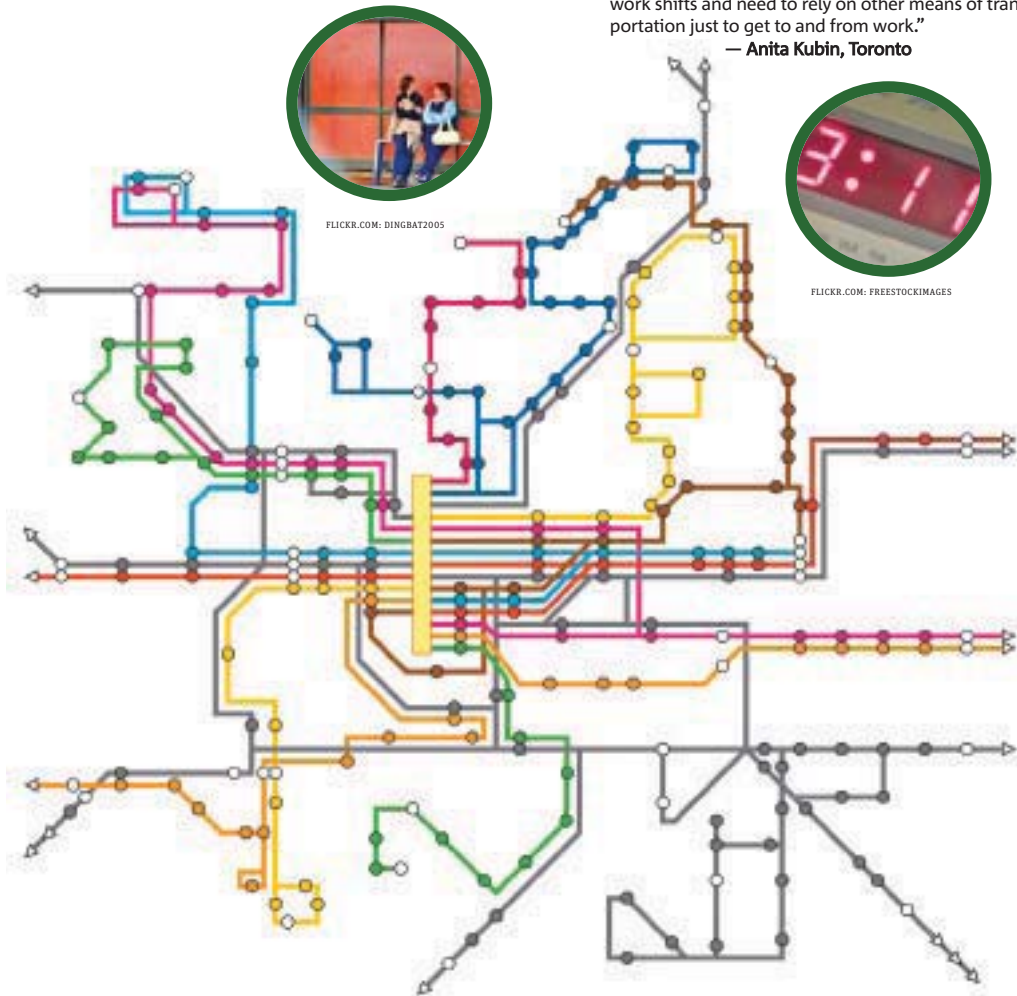 work shifts and need to rely on other means of tran
portation just to get to and from work.”
— Anita Kubin, Toronto
FLICKR.COM: DINGBAT2005
3:11
FLICKR.COM: FREESTOCKIMAGES